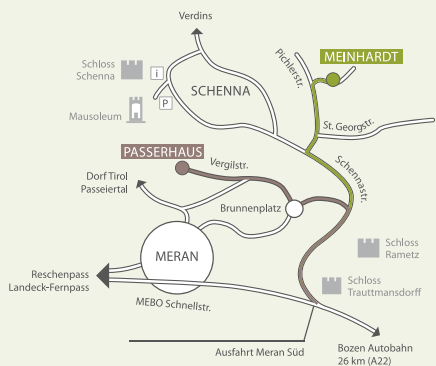 Verdins
Schloss
Schenna
i
Pichlerstr.
MEINHARDT
SCHENNA
P
Mausoleum
St. Georgstr.
PASSERHAUS
Vergilstr.
Schennastr.
Dorf Tirol
Passeiertal
Brunnenplatz
Schloss
Rametz
MERAN
Reschenpass
Landeck-Fernpass
Schloss
Trauttmansdorff
MEBO Schnellstr.
Ausfahrt Meran Süd
Bozen Autobahn
26 km (A22)